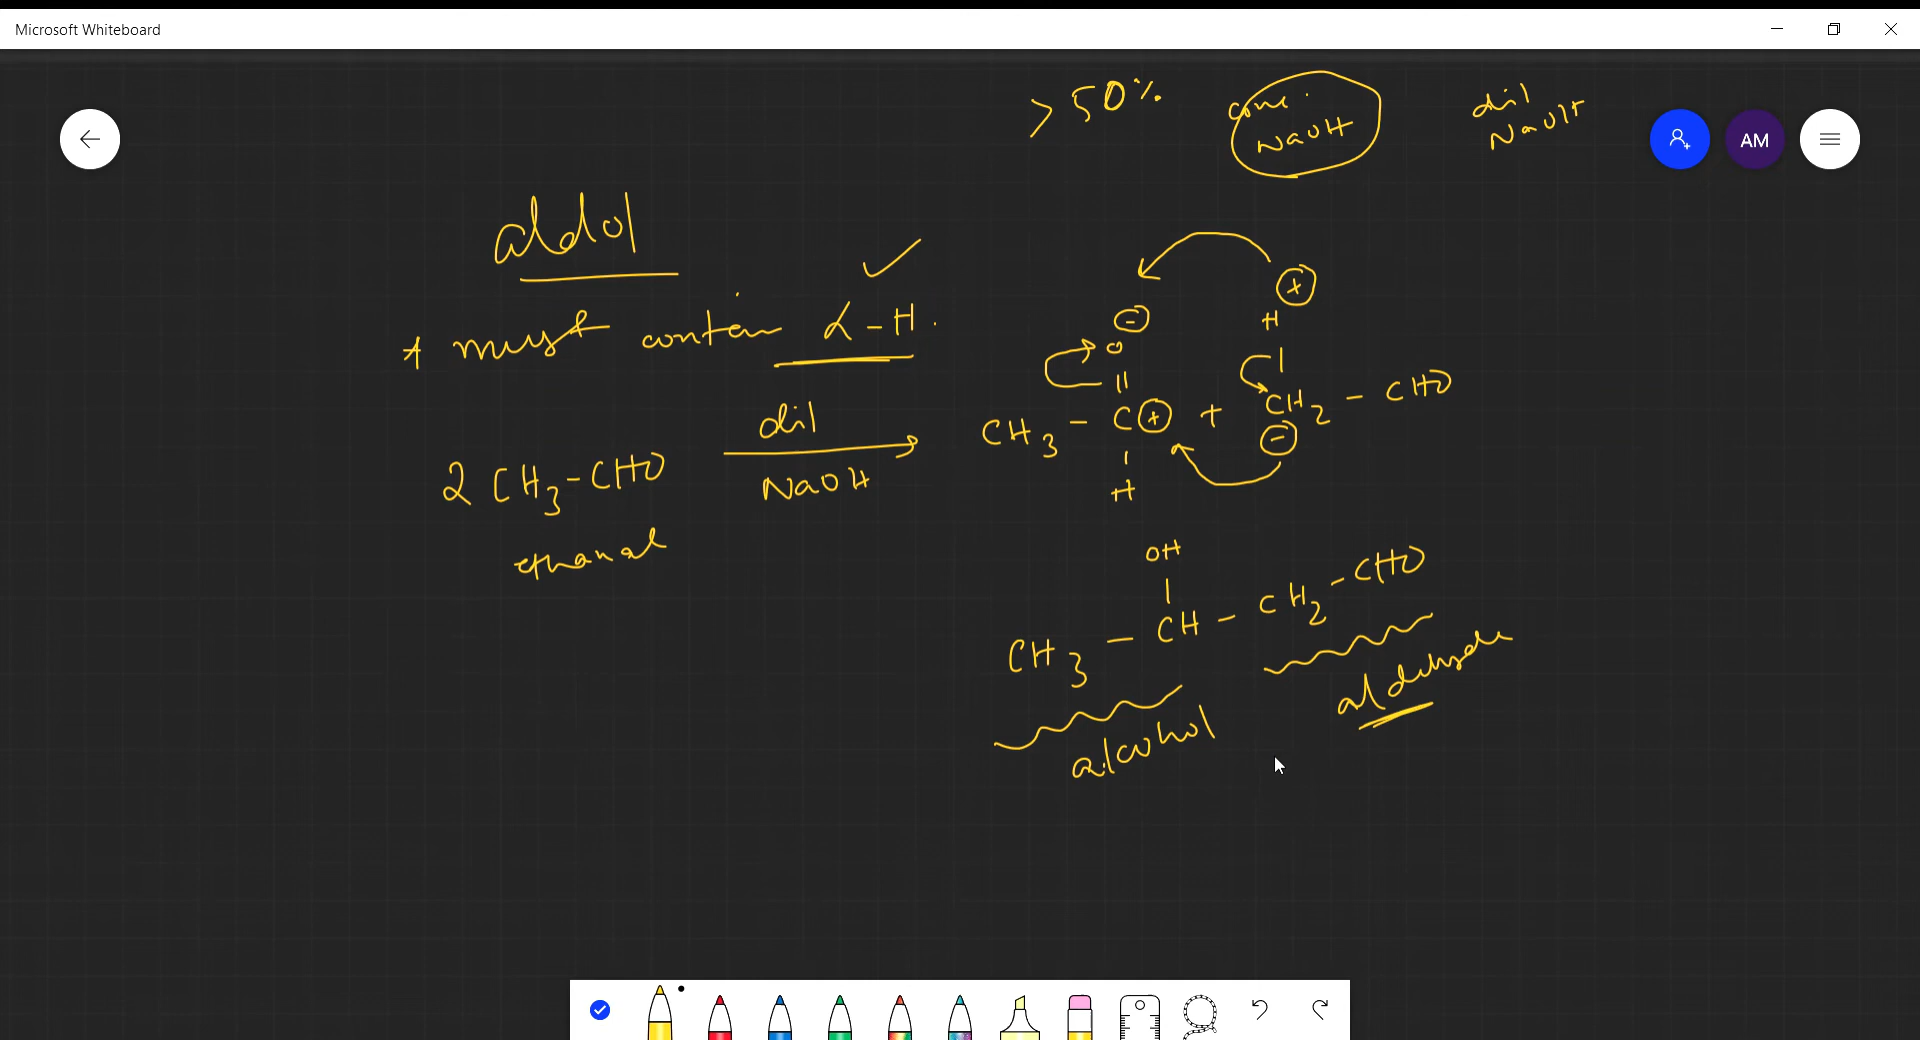 Microsoft Whiteboard
> 50% conc. NaOH dil NaOH
AM
aldol
* must contain α-H.
2 CH3-CHO dil NaOH
ethanal
⊖ ⊕
O H
|| |
CH3 - C⊕ + CH2 - CHO
| ⊖
H
OH
|
CH3 - CH - CH2 - CHO
alcohol aldehyde